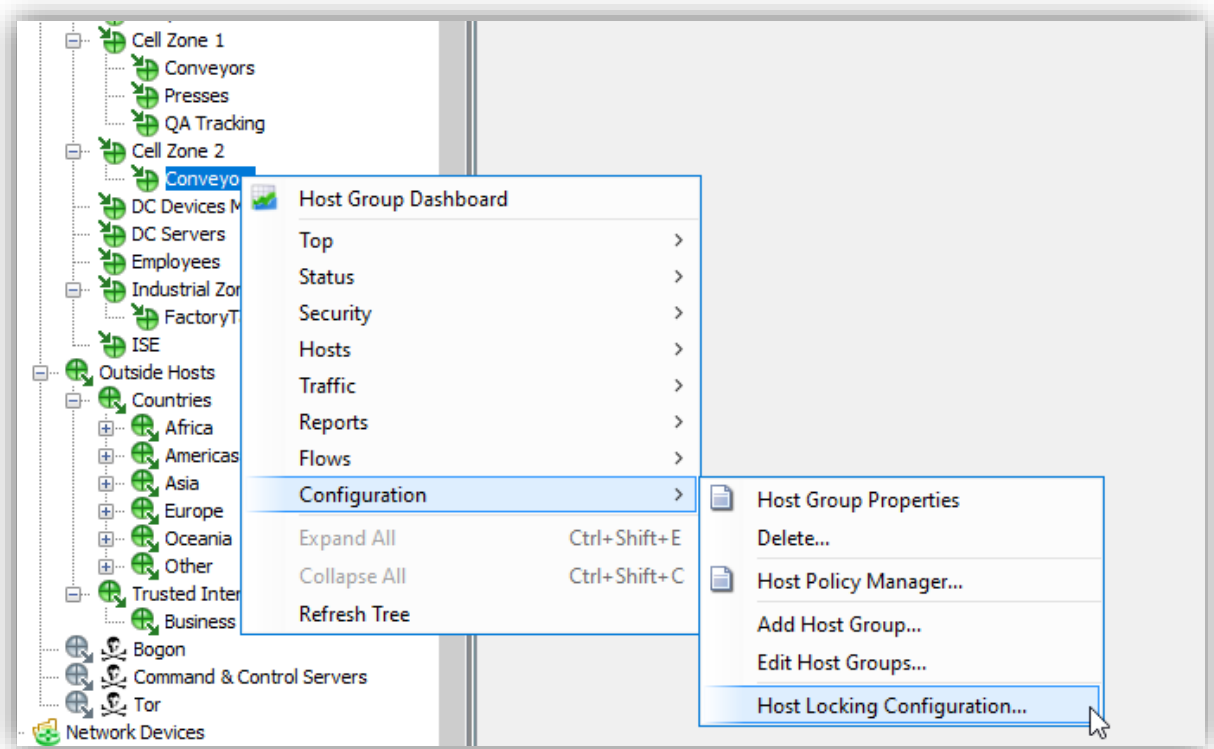 Cell Zone 1
Conveyors
Presses
QA Tracking
Cell Zone 2
Conveyo
DC Devices M
DC Servers
Employees
Industrial Zor
FactoryT
ISE
Outside Hosts
Countries
Africa
Americas
Asia
Europe
Oceania
Other
Trusted Inter
Business
Bogon
Command & Control Servers
Tor
Network Devices
Host Group Dashboard
Top
Status
Security
Hosts
Traffic
Reports
Flows
Configuration
Expand All Ctrl+Shift+E
Collapse All Ctrl+Shift+C
Refresh Tree
Host Group Properties
Delete...
Host Policy Manager...
Add Host Group...
Edit Host Groups...
Host Locking Configuration...